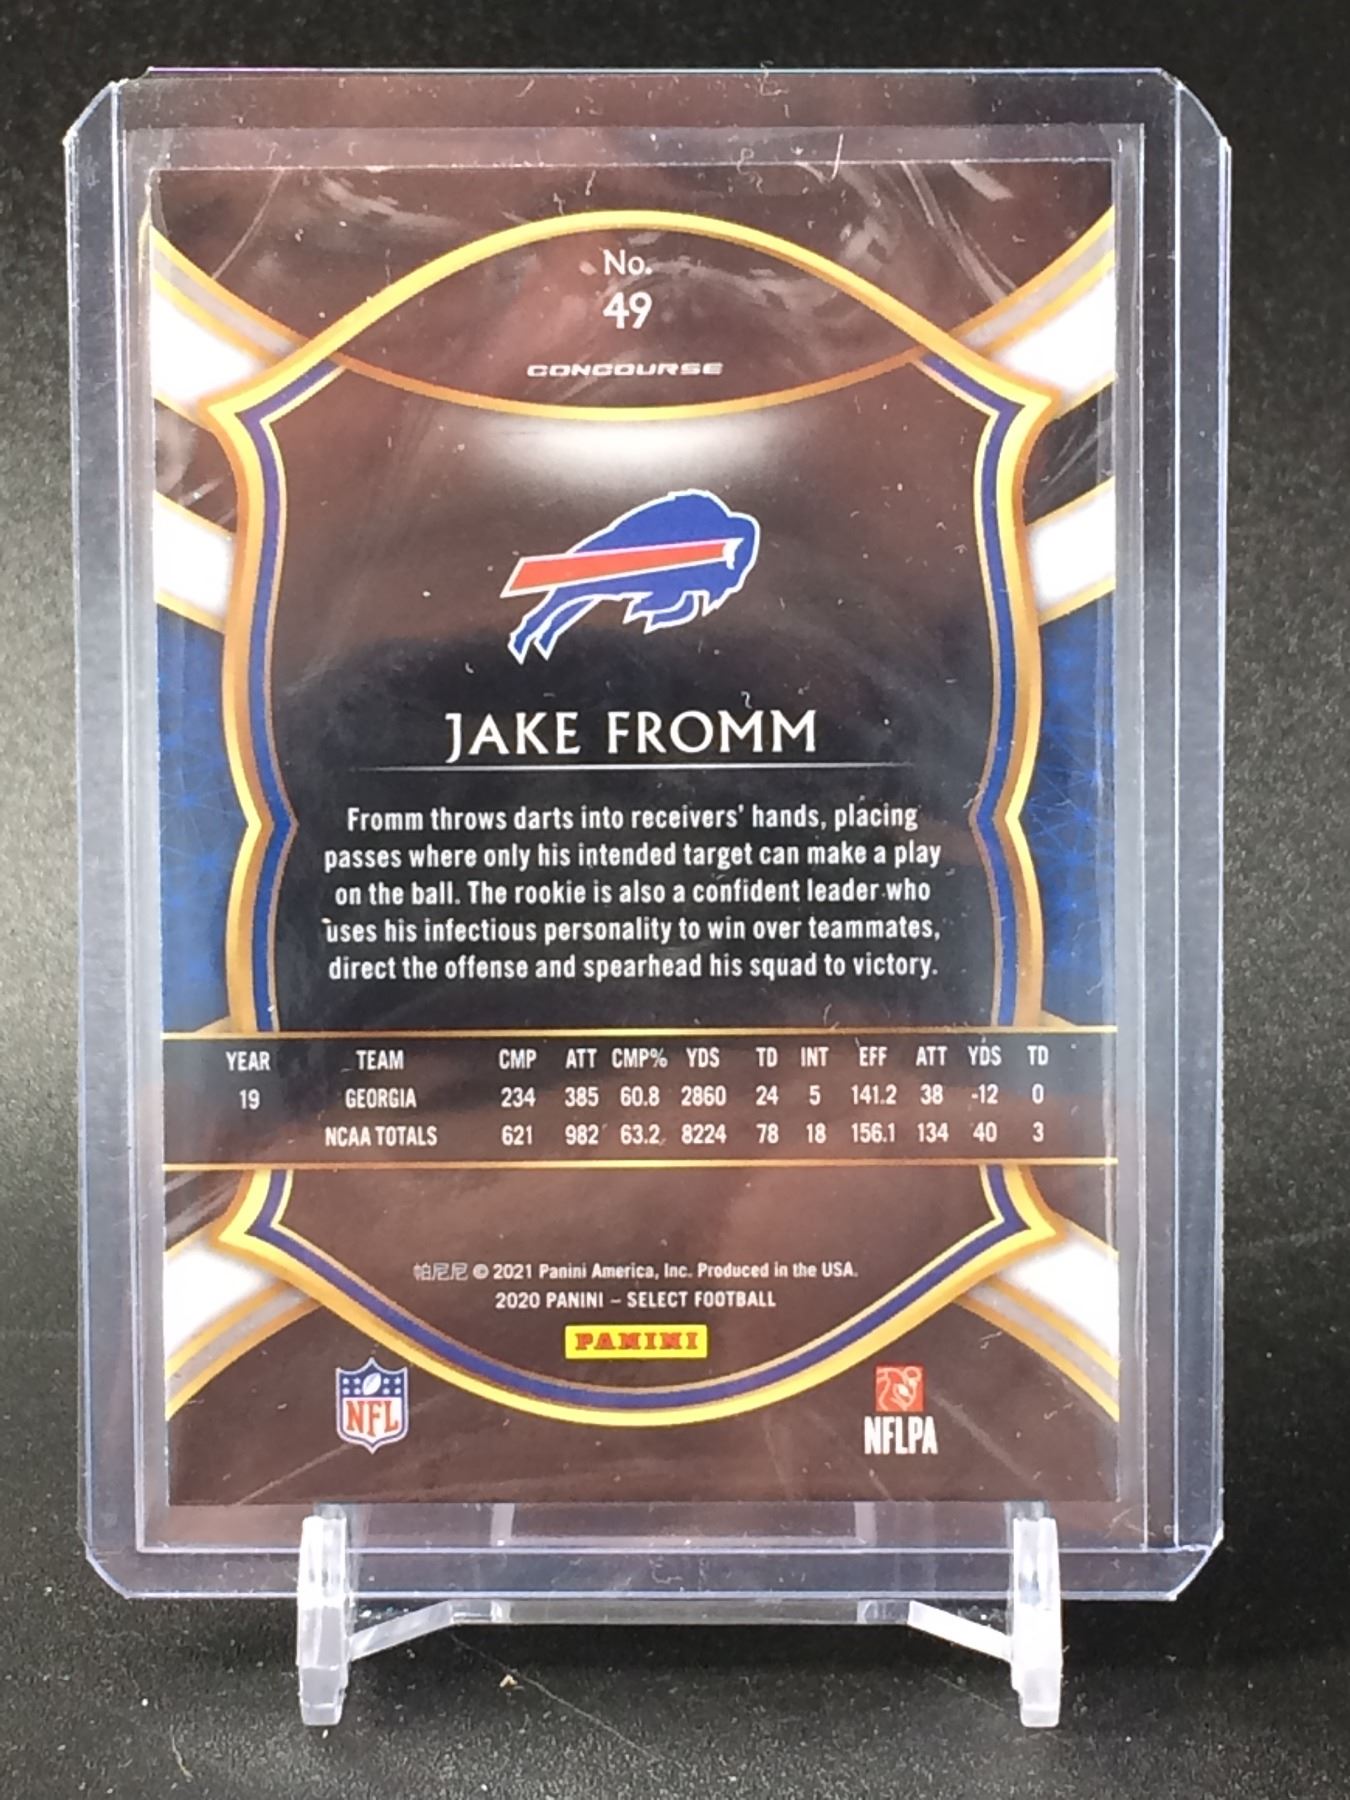 No.
49
CONCOURSE
JAKE FROMM
Fromm throws darts into receivers' hands, placing
passes where only his intended target can make a play
on the ball. The rookie is also a confident leader who
uses his infectious personality to win over teammates,
direct the offense and spearhead his squad to victory.
YEAR TEAM CMP ATT CMP% YDS TD INT EFF ATT YDS TD
19 GEORGIA 234 385 60.8 2860 24 5 141.2 38 -12 0
NCAA TOTALS 621 982 63.2 8224 78 18 156.1 134 40 3
帕尼尼 © 2021 Panini America, Inc. Produced in the USA.
2020 PANINI – SELECT FOOTBALL
PANINI
NFL
NFLPA